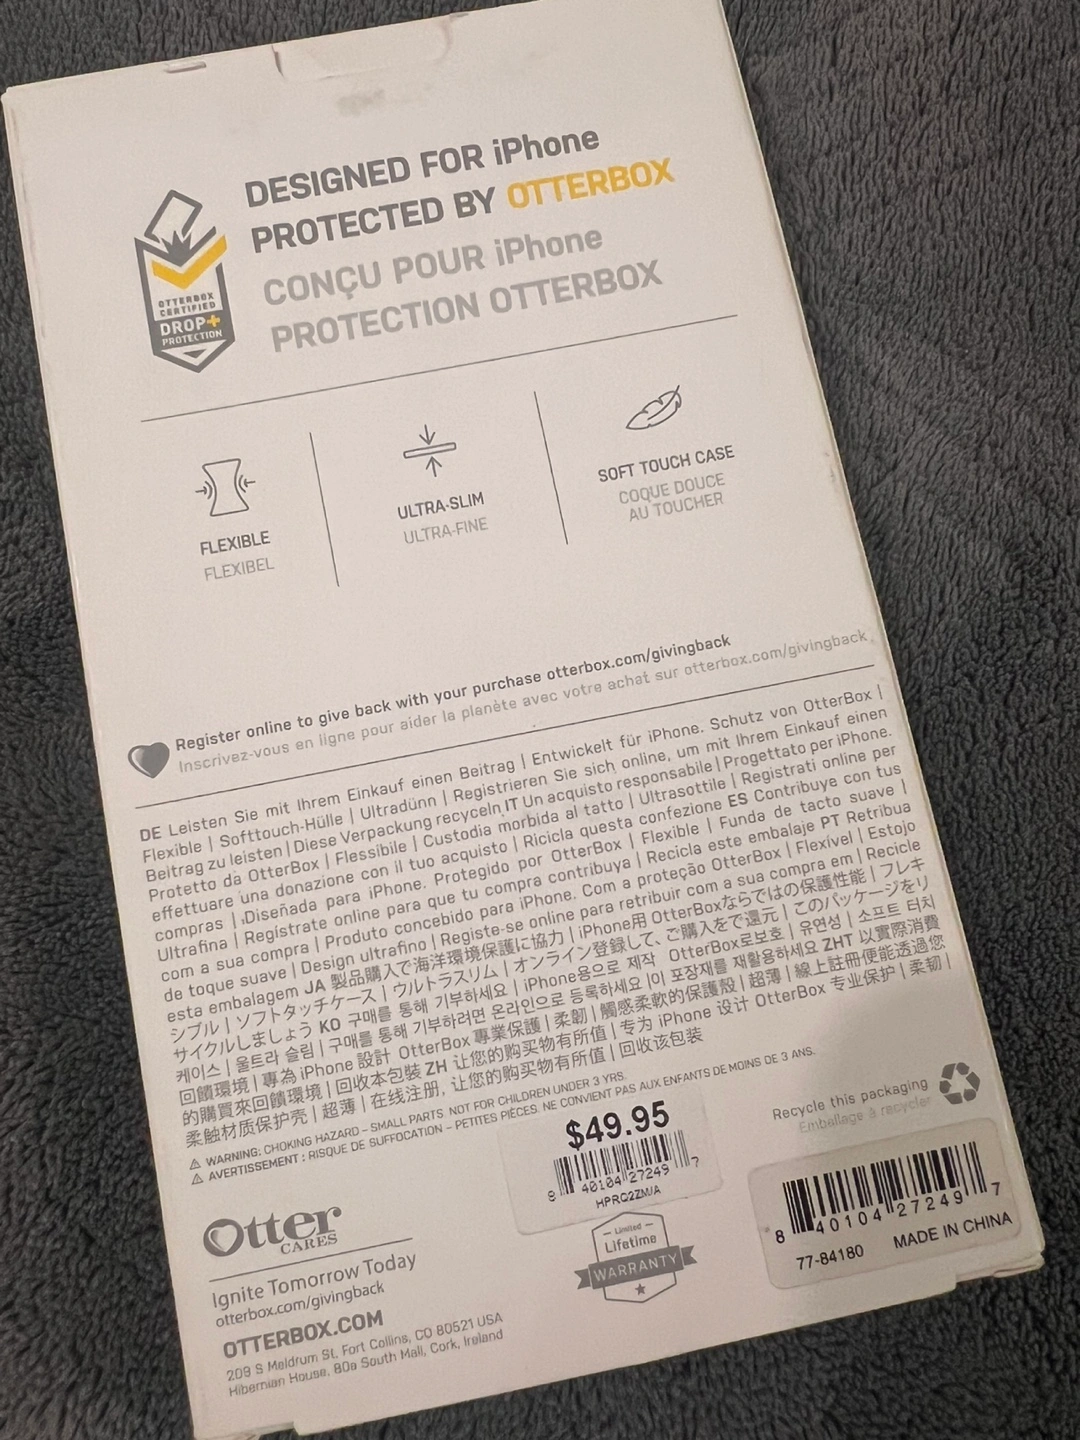 DESIGNED FOR iPhone
PROTECTED BY OTTERBOX
CONÇU POUR iPhone
PROTECTION OTTERBOX
OTTERBOX
CERTIFIED
DROP+
PROTECTION
FLEXIBLE
FLEXIBEL
ULTRA-SLIM
ULTRA-FINE
SOFT TOUCH CASE
COQUE DOUCE
AU TOUCHER
Register online to give back with your purchase otterbox.com/givingback
Inscrivez-vous en ligne pour aider la planète avec votre achat sur otterbox.com/givingback.
DE Leisten Sie mit Ihrem Einkauf einen Beitrag | Entwickelt für iPhone. Schutz von OtterBox |
Flexible | Softtouch-Hülle | Ultradünn | Registrieren Sie sich online, um mit Ihrem Einkauf einen
Beitrag zu leisten | Diese Verpackung recyceln IT Un acquisto responsabile | Progettato per iPhone.
Protetto da OtterBox | Flessibile | Custodia morbida al tatto | Ultrasottile | Registrati online per
effettuare una donazione con il tuo acquisto | Ricicla questa confezione ES Contribuye con tus
compras | Diseñada para iPhone. Protegido por OtterBox | Flexible | Funda de tacto suave |
Ultrafina | Regístrate online para que tu compra contribuya | Recicla este embalaje PT Retribua
com a sua compra | Produto concebido para iPhone. Com a proteção OtterBox | Flexível | Estojo
de toque suave | Design ultrafino | Registe-se online para retribuir com a sua compra em | Recicle
esta embalagem JA 製品購入で海洋環境保護に協力 | iPhone用 OtterBoxならではの保護性能 | フレキ
シブル | ソフトタッチケース | ウルトラスリム | オンライン登録して、ご購入をで還元 | このパッケージをリ
サイクルしましょう KO 구매를 통해 기부하세요 | iPhone용으로 제작 OtterBox로보호 | 유연성 | 소프트 터치
케이스 | 울트라 슬림 | 구매를 통해 기부하려면 온라인으로 등록하세요 |이 포장재를 재활용하세요 ZHT 以實際消費
回饋環境 | 專為 iPhone 設計 OtterBox 專業保護 | 柔韌 | 觸感柔軟的保護殼 | 超薄 | 線上註冊便能透過您
的購買來回饋環境 | 回收本包裝 ZH 让您的购买物有所值 | 专为 iPhone 设计 OtterBox 专业保护 | 柔韧 |
柔触材质保护壳 | 超薄 | 在线注册, 让您的购买物有所值 | 回收该包装
WARNING: CHOKING HAZARD – SMALL PARTS. NOT FOR CHILDREN UNDER 3 YRS.
AVERTISSEMENT : RISQUE DE SUFFOCATION – PETITES PIÈCES. NE CONVIENT PAS AUX ENFANTS DE MOINS DE 3 ANS.
Recycle this packaging
Emballage à recycler
$49.95
8 40104 27249 7
HPRC2ZM/A
Limited
Lifetime
WARRANTY
8 40104 27249 7
77-84180 MADE IN CHINA
Otter
CARES
Ignite Tomorrow Today
otterbox.com/givingback
OTTERBOX.COM
209 S Meldrum St, Fort Collins, CO 80521 USA
Hibernian House, 80a South Mall, Cork, Ireland